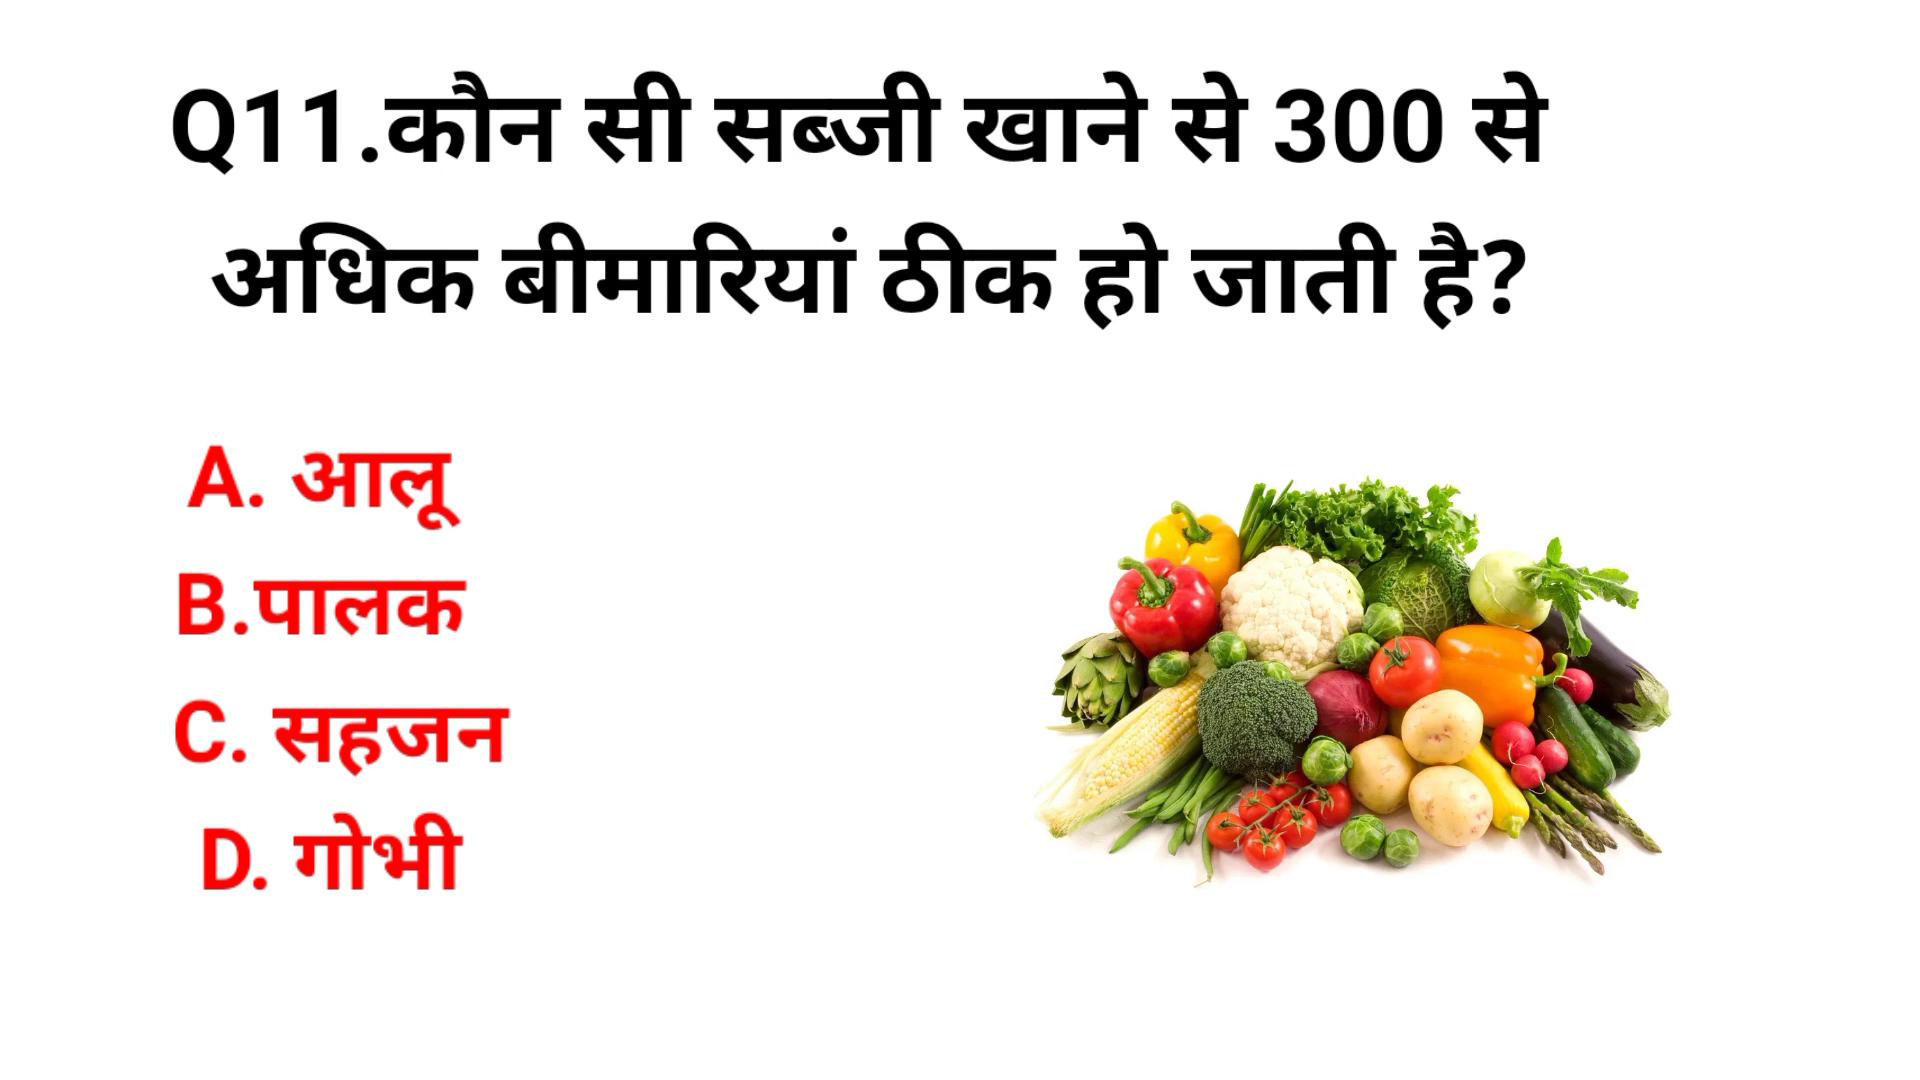 Q11.कौन सी सब्जी खाने से 300 से
अधिक बीमारियां ठीक हो जाती है?
A. आलू
B.पालक
C. सहजन
D. गोभी